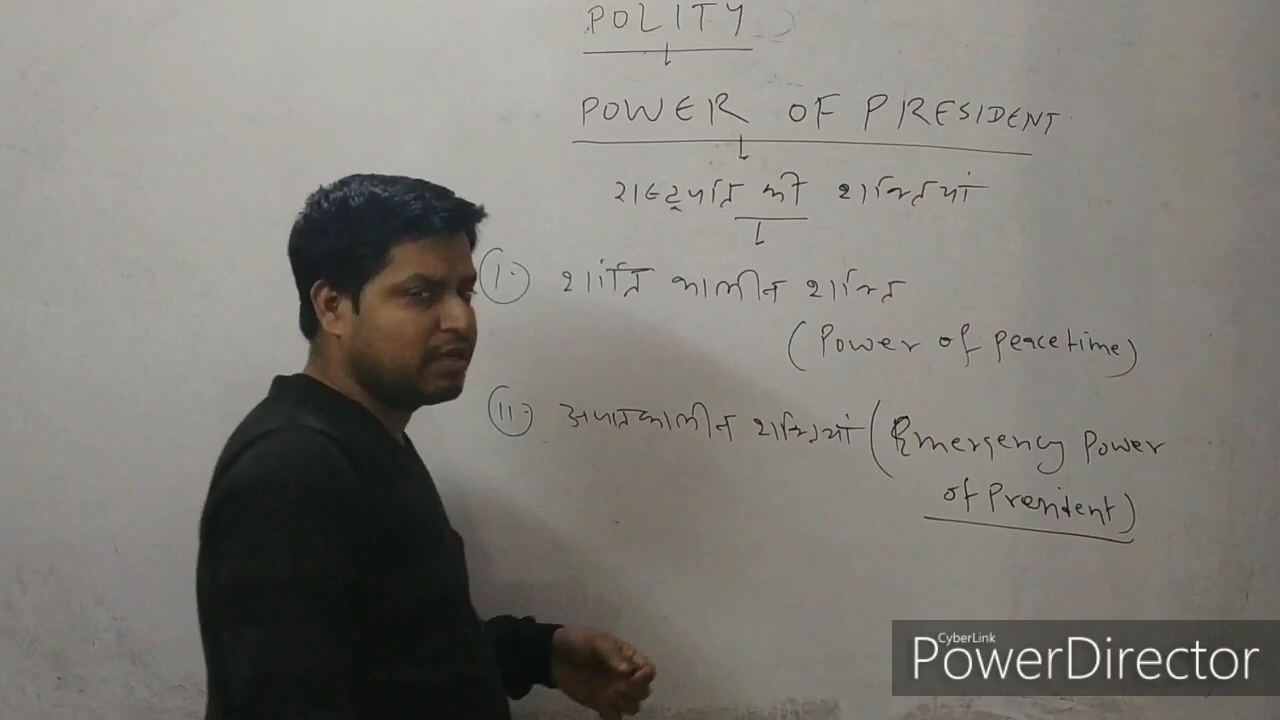 POLITY
POWER OF PRESIDENT
राष्ट्रपति की शक्तियां
I. शांति कालीन शक्ति
(Power of peacetime)
II. अपातकालीन शक्तियां (Emergency Power
of President)
CyberLink
PowerDirector